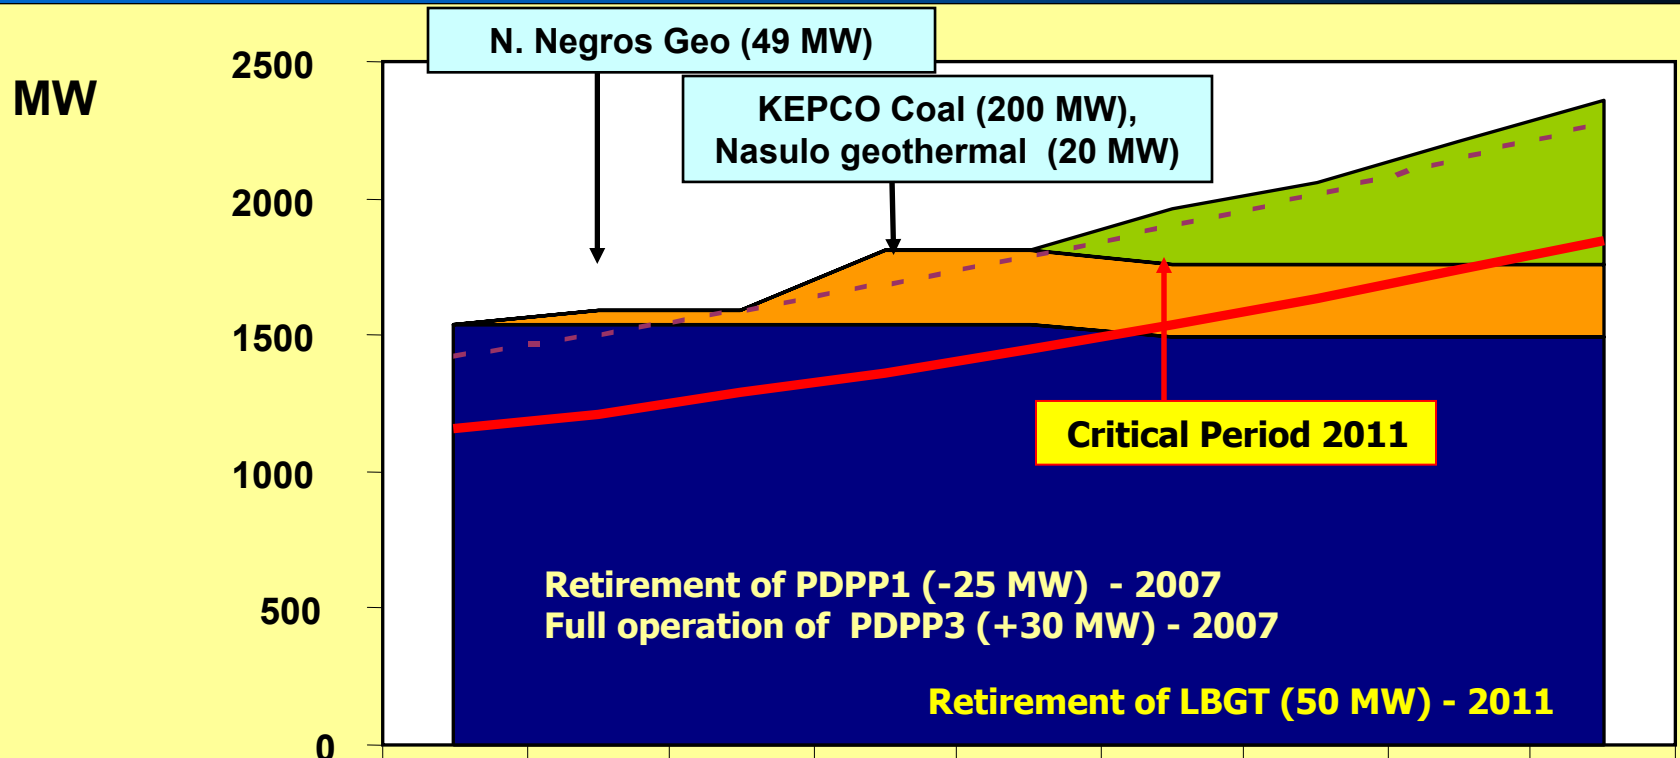 N. Negros Geo (49 MW)
MW
KEPCO Coal (200 MW),
Nasulo geothermal (20 MW)
2500
2000
1500
1000
500
0
Critical Period 2011
Retirement of PDPP1 (-25 MW) - 2007
Full operation of PDPP3 (+30 MW) - 2007
Retirement of LBGT (50 MW) - 2011